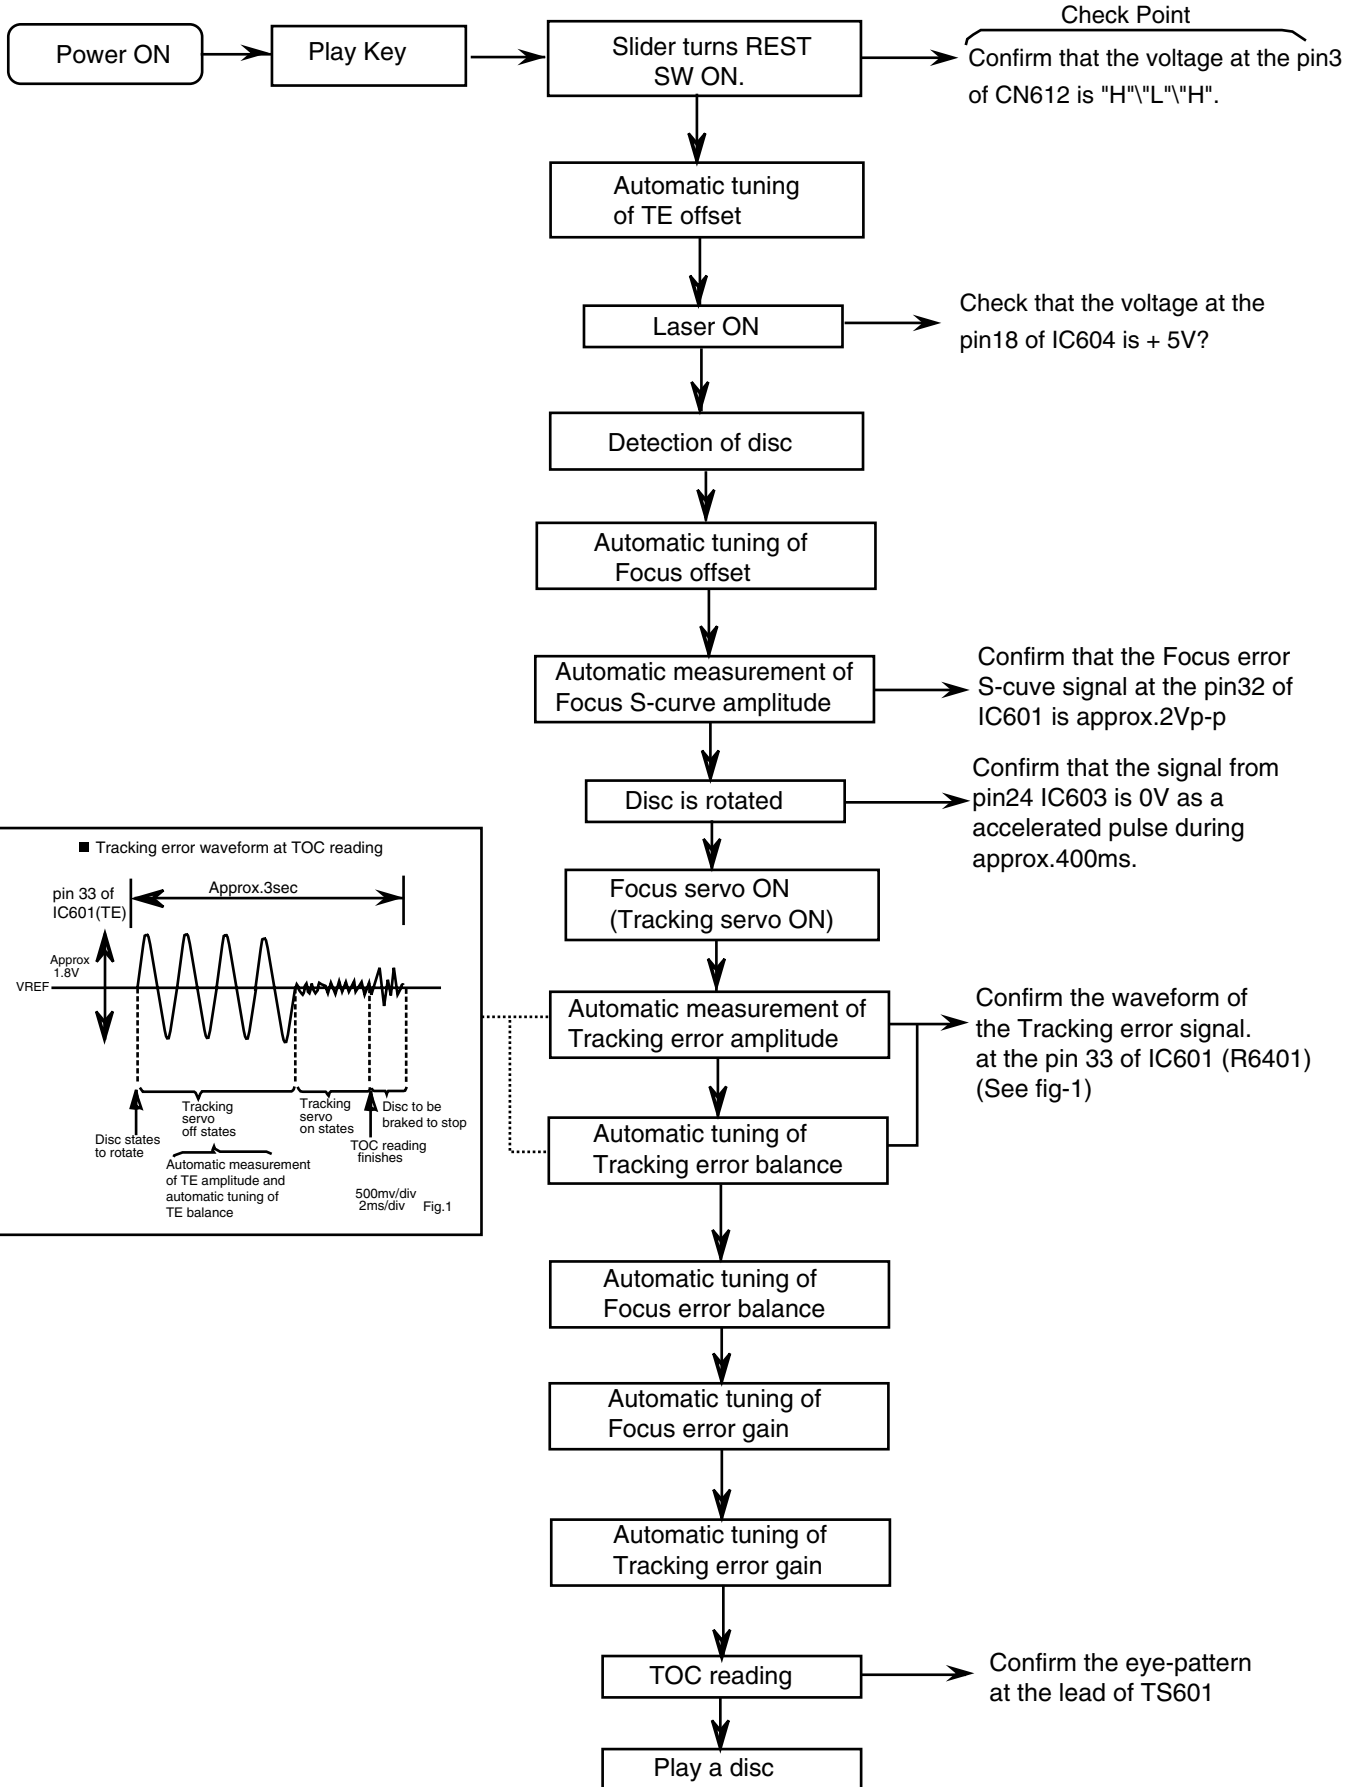 Check Point
Power ON
Play Key
Slider turns REST
SW ON.
Confirm that the voltage at the pin3
of CN612 is "H"\"L"\"H".
Automatic tuning
of TE offset
Laser ON
Check that the voltage at the
pin18 of IC604 is + 5V?
Detection of disc
Automatic tuning of
Focus offset
Automatic measurement of
Focus S-curve amplitude
Confirm that the Focus error
S-cuve signal at the pin32 of
IC601 is approx.2Vp-p
Disc is rotated
Confirm that the signal from
pin24 IC603 is 0V as a
accelerated pulse during
approx.400ms.
Focus servo ON
(Tracking servo ON)
■ Tracking error waveform at TOC reading
pin 33 of
IC601(TE)
Approx.3sec
Approx
1.8V
VREF
Disc states
to rotate
Tracking
servo
off states
Tracking
servo
on states
Disc to be
braked to stop
TOC reading
finishes
Automatic measurement
of TE amplitude and
automatic tuning of
TE balance
500mv/div
2ms/div
Fig.1
Automatic measurement of
Tracking error amplitude
Confirm the waveform of
the Tracking error signal.
at the pin 33 of IC601 (R6401)
(See fig-1)
Automatic tuning of
Tracking error balance
Automatic tuning of
Focus error balance
Automatic tuning of
Focus error gain
Automatic tuning of
Tracking error gain
TOC reading
Confirm the eye-pattern
at the lead of TS601
Play a disc